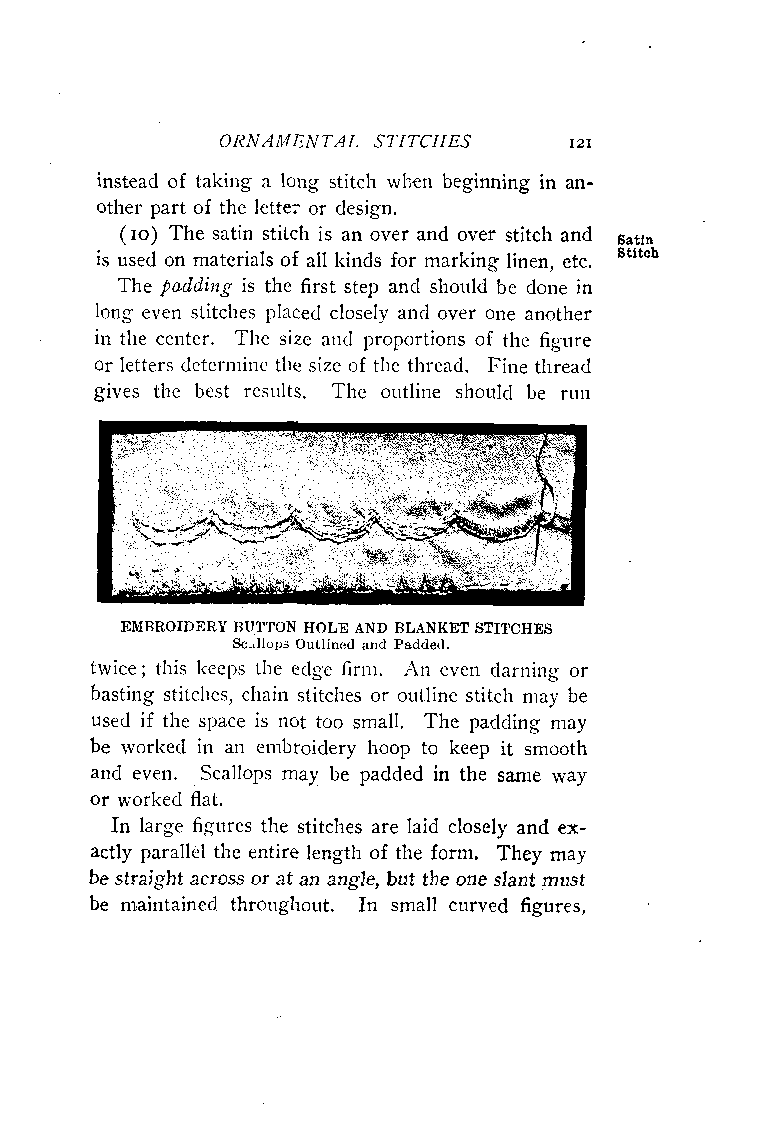 ORNAMENTAL STITCHES 121
instead of taking a long stitch when beginning in an-
other part of the letter or design.
(10) The satin stitch is an over and over stitch and
is used on materials of all kinds for marking linen, etc.
Satin
Stitch
The padding is the first step and should be done in
long even stitches placed closely and over one another
in the center. The size and proportions of the figure
or letters determine the size of the thread. Fine thread
gives the best results. The outline should be run
EMBROIDERY BUTTON HOLE AND BLANKET STITCHES
Scallops Outlined and Padded.
twice; this keeps the edge firm. An even darning or
basting stitches, chain stitches or outline stitch may be
used if the space is not too small. The padding may
be worked in an embroidery hoop to keep it smooth
and even. Scallops may be padded in the same way
or worked flat.
In large figures the stitches are laid closely and ex-
actly parallel the entire length of the form. They may
be straight across or at an angle, but the one slant must
be maintained throughout. In small curved figures,